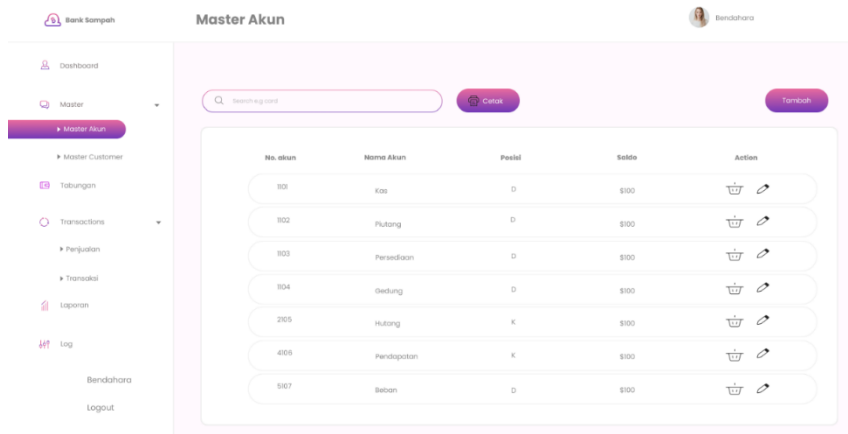 Bank Sampah
Master Akun
Bendahara
Dashboard
Master
Master Akun
Master Customer
Tabungan
Transactions
Penjualan
Transaksi
Laporan
Log
Bendahara
Logout
Search e.g card
Cetak
Tambah
No. akun Nama Akun Posisi Saldo Action
1101 Kas D $100
1102 Piutang D $100
1103 Persediaan D $100
1104 Gedung D $100
2105 Hutang K $100
4106 Pendapatan K $100
5107 Beban D $100